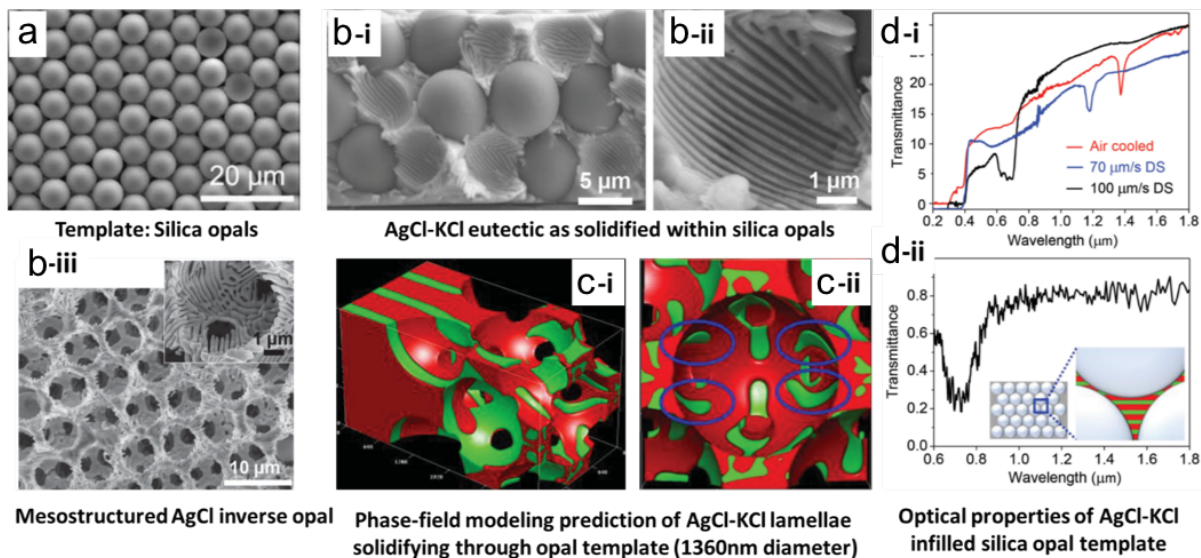 a
20 μm
Template: Silica opals
b-i
5 μm
b-ii
1 μm
AgCl-KCl eutectic as solidified within silica opals
d-i
Transmittance
30
25
20
15
10
5
0
Air cooled
70 μm/s DS
100 μm/s DS
0.2 0.4 0.6 0.8 1.0 1.2 1.4 1.6 1.8
Wavelength (μm)
b-iii
1 μm
10 μm
Mesostructured AgCl inverse opal
c-i
c-ii
Phase-field modeling prediction of AgCl-KCl lamellae
solidifying through opal template (1360nm diameter)
d-ii
Transmittance
0.8
0.6
0.4
0.2
0.0
0.6 0.8 1.0 1.2 1.4 1.6 1.8
Wavelength (μm)
Optical properties of AgCl-KCl
infilled silica opal template